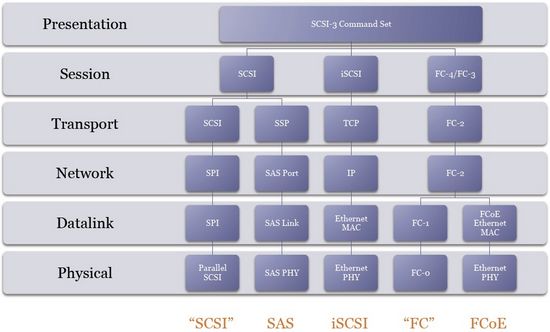 Presentation
SCSI-3 Command Set
Session
SCSI
iSCSI
FC-4/FC-3
Transport
SCSI
SSP
TCP
FC-2
Network
SPI
SAS Port
IP
FC-2
Datalink
SPI
SAS Link
Ethernet
MAC
FC-1
FCoE
Ethernet
MAC
Physical
Parallel
SCSI
SAS PHY
Ethernet
PHY
FC-0
Ethernet
PHY
“SCSI”
SAS
iSCSI
“FC”
FCoE